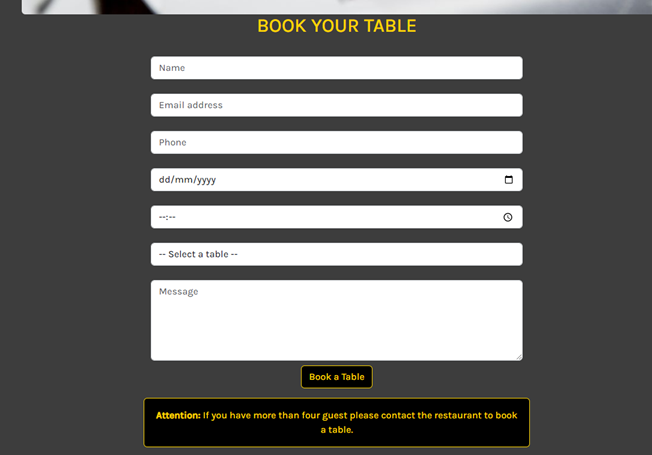 BOOK YOUR TABLE
Name
Email address
Phone
dd/mm/yyyy
--:--
-- Select a table --
Message
Book a Table
Attention: If you have more than four guest please contact the restaurant to book
a table.